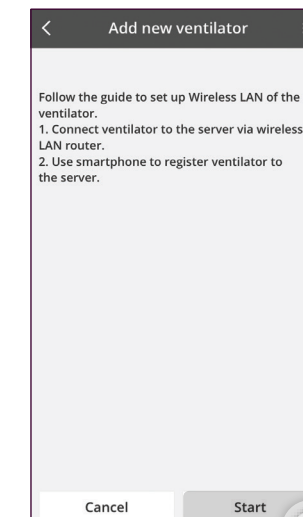 Add new ventilator
Follow the guide to set up Wireless LAN of the
ventilator.
1. Connect ventilator to the server via wireless
LAN router.
2. Use smartphone to register ventilator to
the server.
Cancel
Start